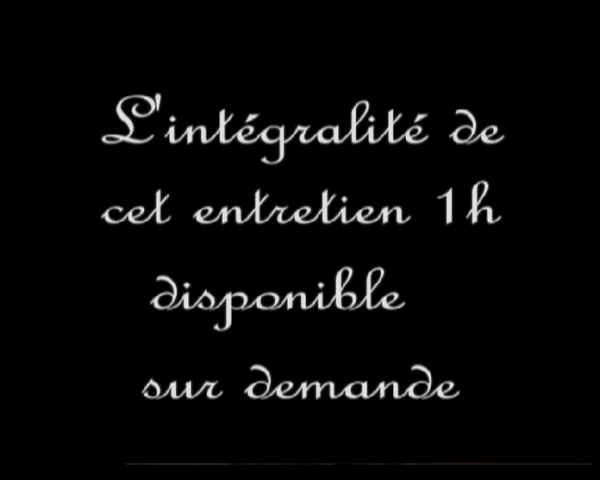 L'intégralité de
cet entretien 1h
disponible
sur demande